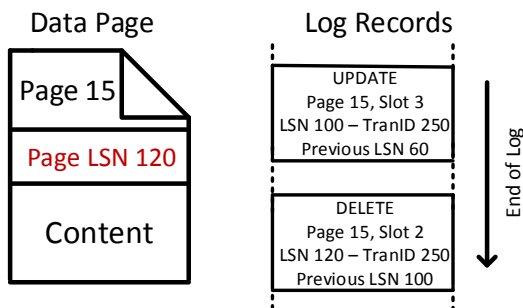 Data Page
Page 15
Page LSN 120
Content
Log Records
UPDATE
Page 15, Slot 3
LSN 100 – TranID 250
Previous LSN 60
DELETE
Page 15, Slot 2
LSN 120 – TranID 250
Previous LSN 100
End of Log